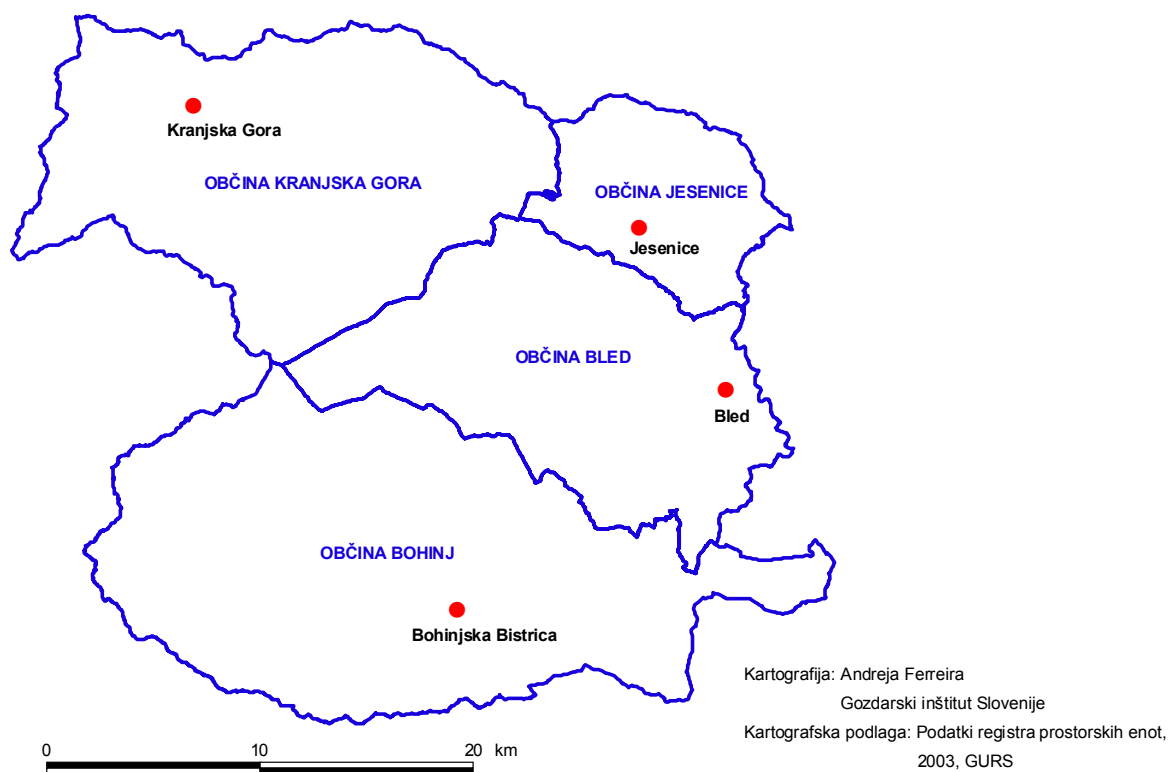 Kranjska Gora
OBČINA KRANJSKA GORA
OBČINA JESENICE
Jesenice
OBČINA BLED
Bled
OBČINA BOHINJ
Bohinjska Bistrica
Kartografija: Andreja Ferreira
Gozdarski inštitut Slovenije
Kartografska podlaga: Podatki registra prostorskih enot,
2003, GURS
0 10 20 km